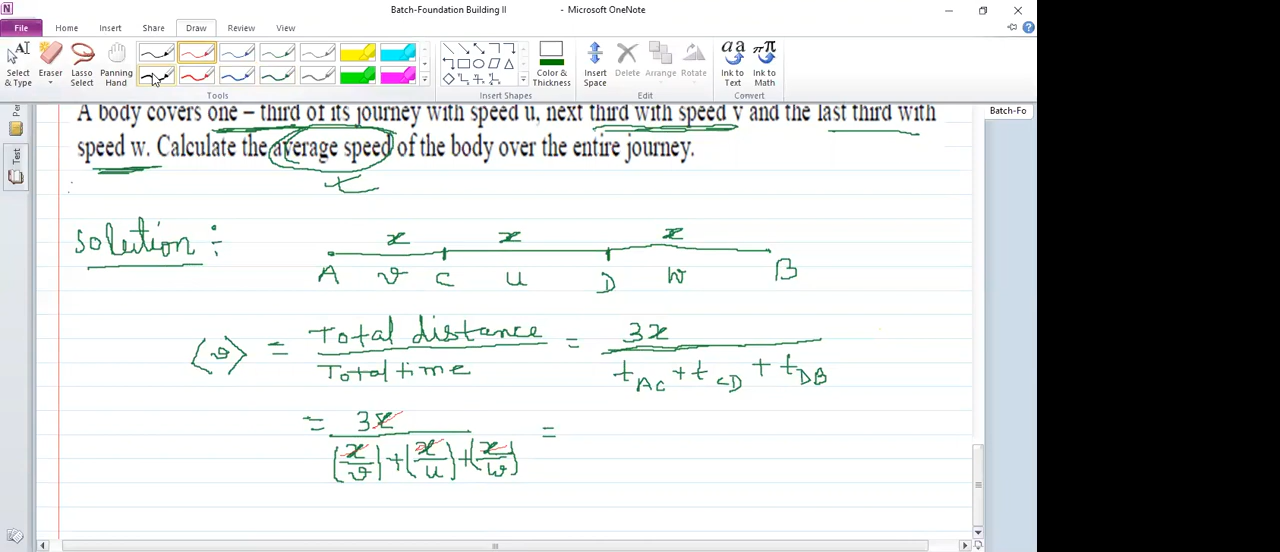 Batch-Foundation Building II - Microsoft OneNote
File Home Insert Share Draw Review View
Select & Type Eraser Lasso Select Panning Hand Color & Thickness Insert Space Delete Arrange Rotate Ink to Text Ink to Math
Tools Insert Shapes Edit Convert
A body covers one – third of its journey with speed u, next third with speed v and the last third with
speed w. Calculate the average speed of the body over the entire journey.
Batch-Fo
Test
Solution :
x x x
A v C u D w B
⟨v⟩ = Total distance / Total time = 3x / t_AC + t_CD + t_DB
= 3x / (x/v) + (x/u) + (x/w) =